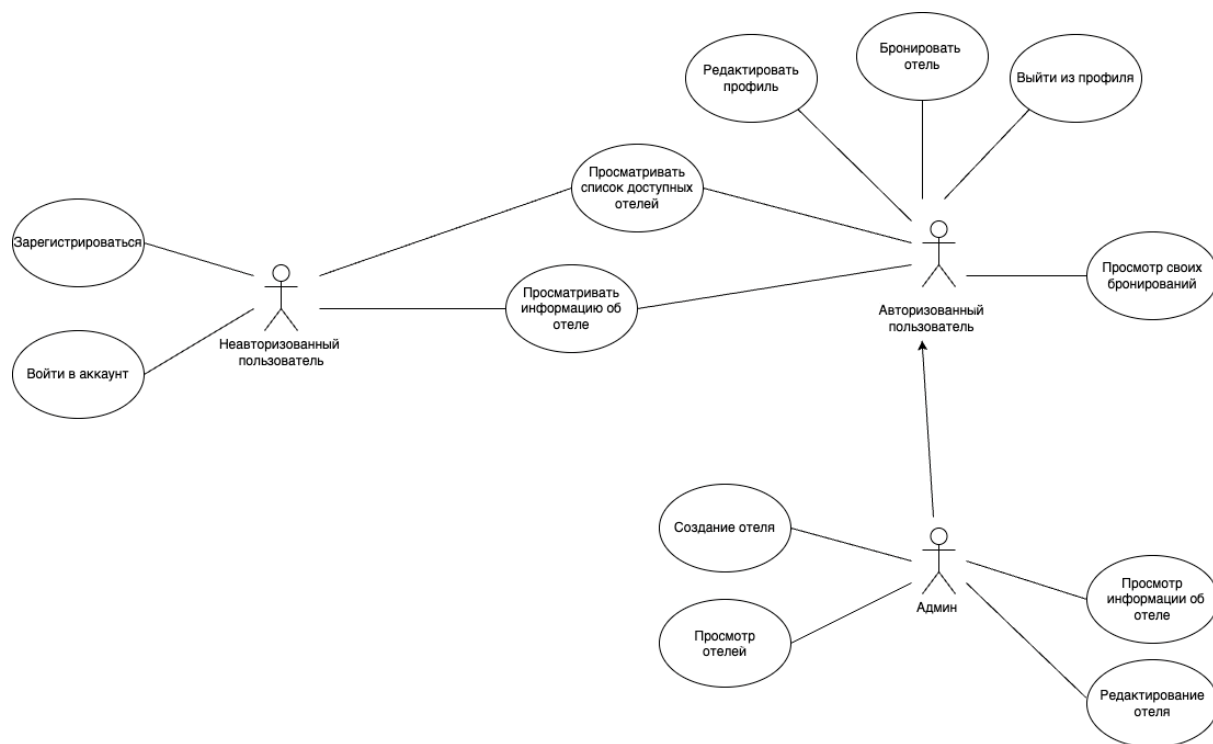 Бронировать
отель
Редактировать
профиль
Выйти из профиля
Просматривать
список доступных
отелей
Зарегистрироваться
Просмотр своих
бронирований
Просматривать
информацию об
отеле
Авторизованный
пользователь
Неавторизованный
пользователь
Войти в аккаунт
Создание отеля
Просмотр
информации об
отеле
Админ
Просмотр
отелей
Редактирование
отеля